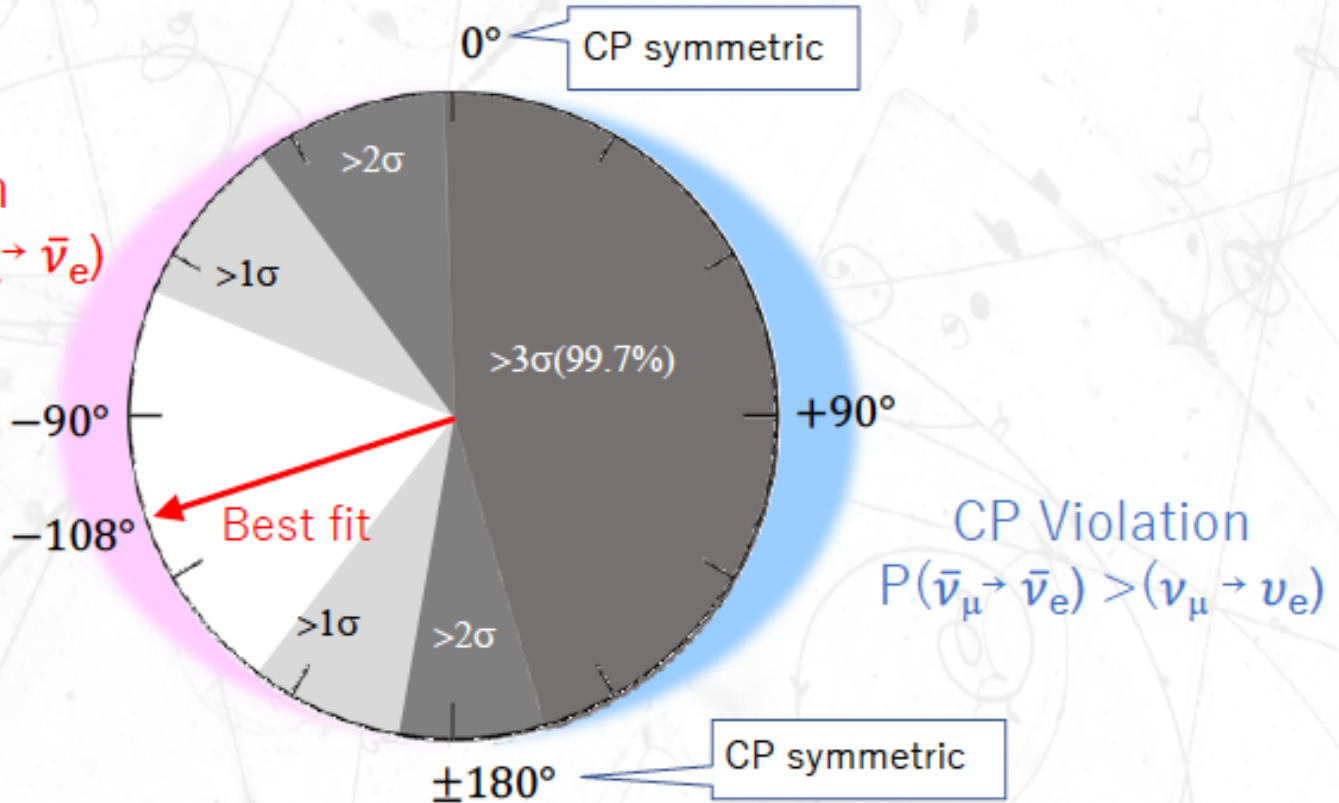 0°
CP symmetric
>2σ
→ ν̄ₑ)
>1σ
>3σ(99.7%)
−90°
+90°
−108°
Best fit
CP Violation
P(ν̄μ→ ν̄ₑ) >(νμ → υₑ)
>1σ
>2σ
CP symmetric
±180°